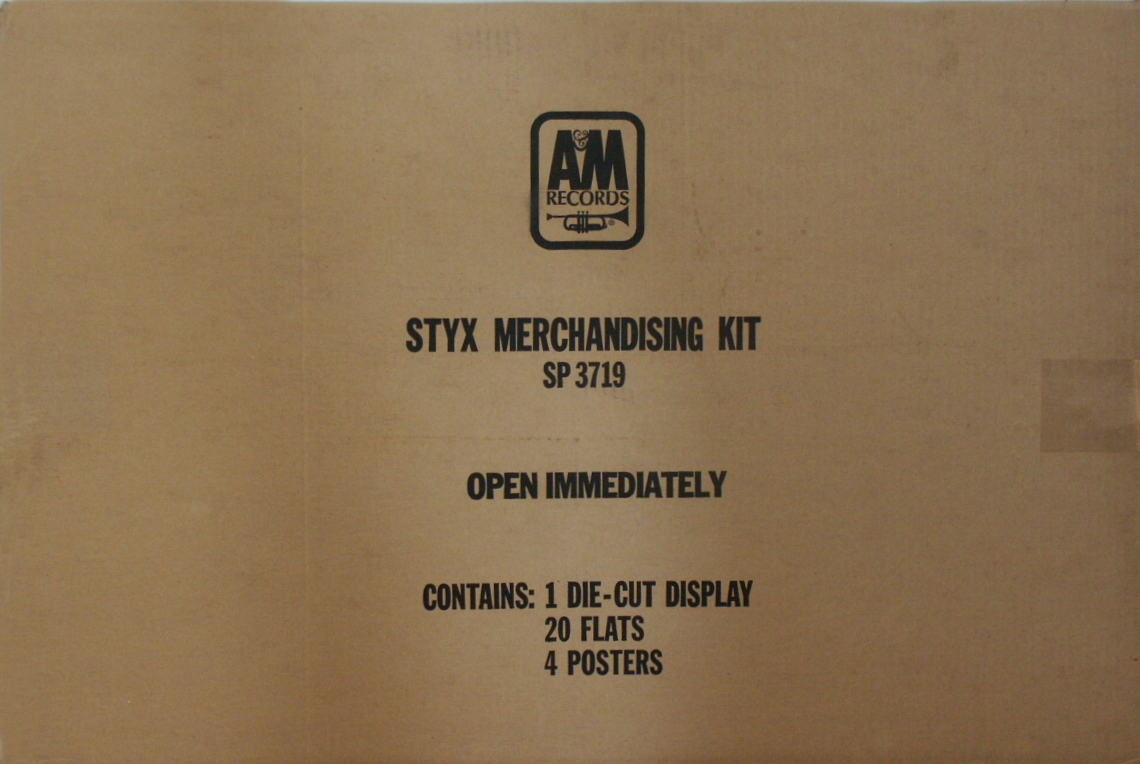 A&M
RECORDS
®
STYX MERCHANDISING KIT
SP 3719
OPEN IMMEDIATELY
CONTAINS: 1 DIE-CUT DISPLAY
20 FLATS
4 POSTERS